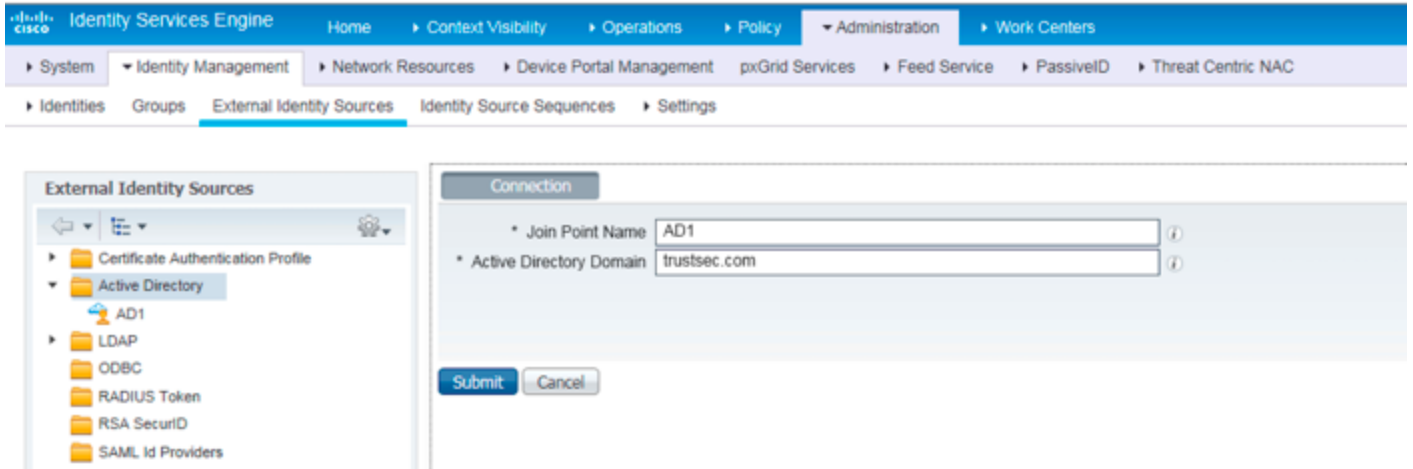 cisco Identity Services Engine Home Context Visibility Operations Policy Administration Work Centers
System Identity Management Network Resources Device Portal Management pxGrid Services Feed Service PassiveID Threat Centric NAC
Identities Groups External Identity Sources Identity Source Sequences Settings
External Identity Sources
Certificate Authentication Profile
Active Directory
AD1
LDAP
ODBC
RADIUS Token
RSA SecurID
SAML Id Providers
Connection
* Join Point Name AD1
* Active Directory Domain trustsec.com
Submit Cancel